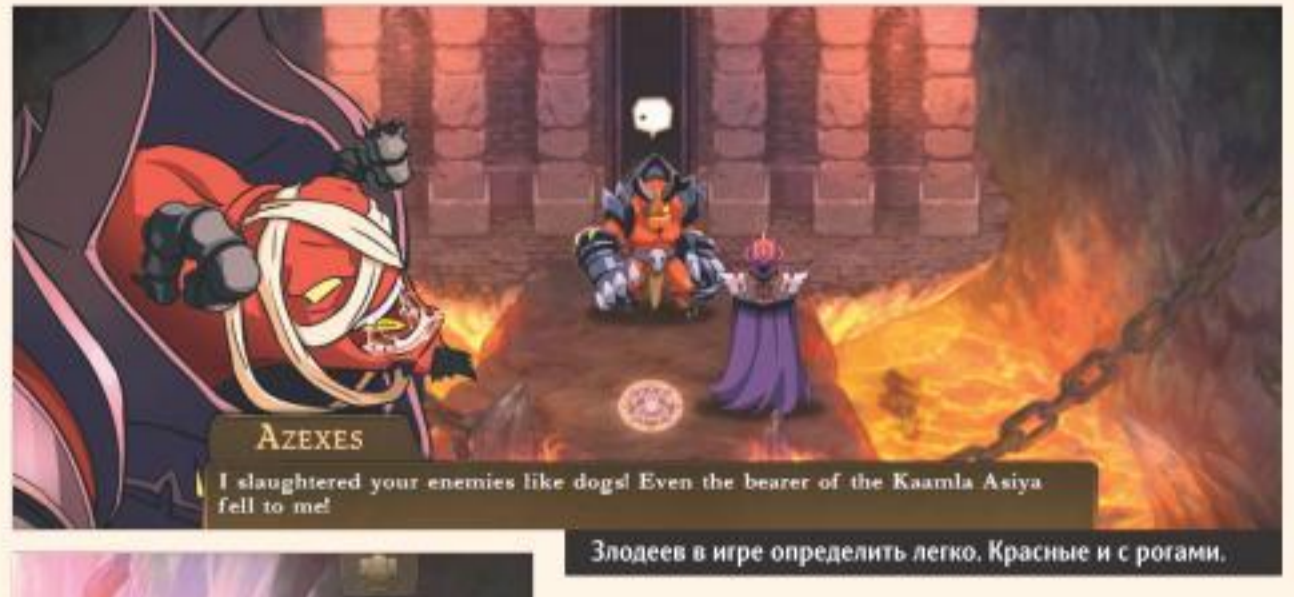 AZEXES
I slaughtered your enemies like dogs! Even the bearer of the Kaamla Asiya
fell to me!
Злодеев в игре определить легко. Красные и с рогами.